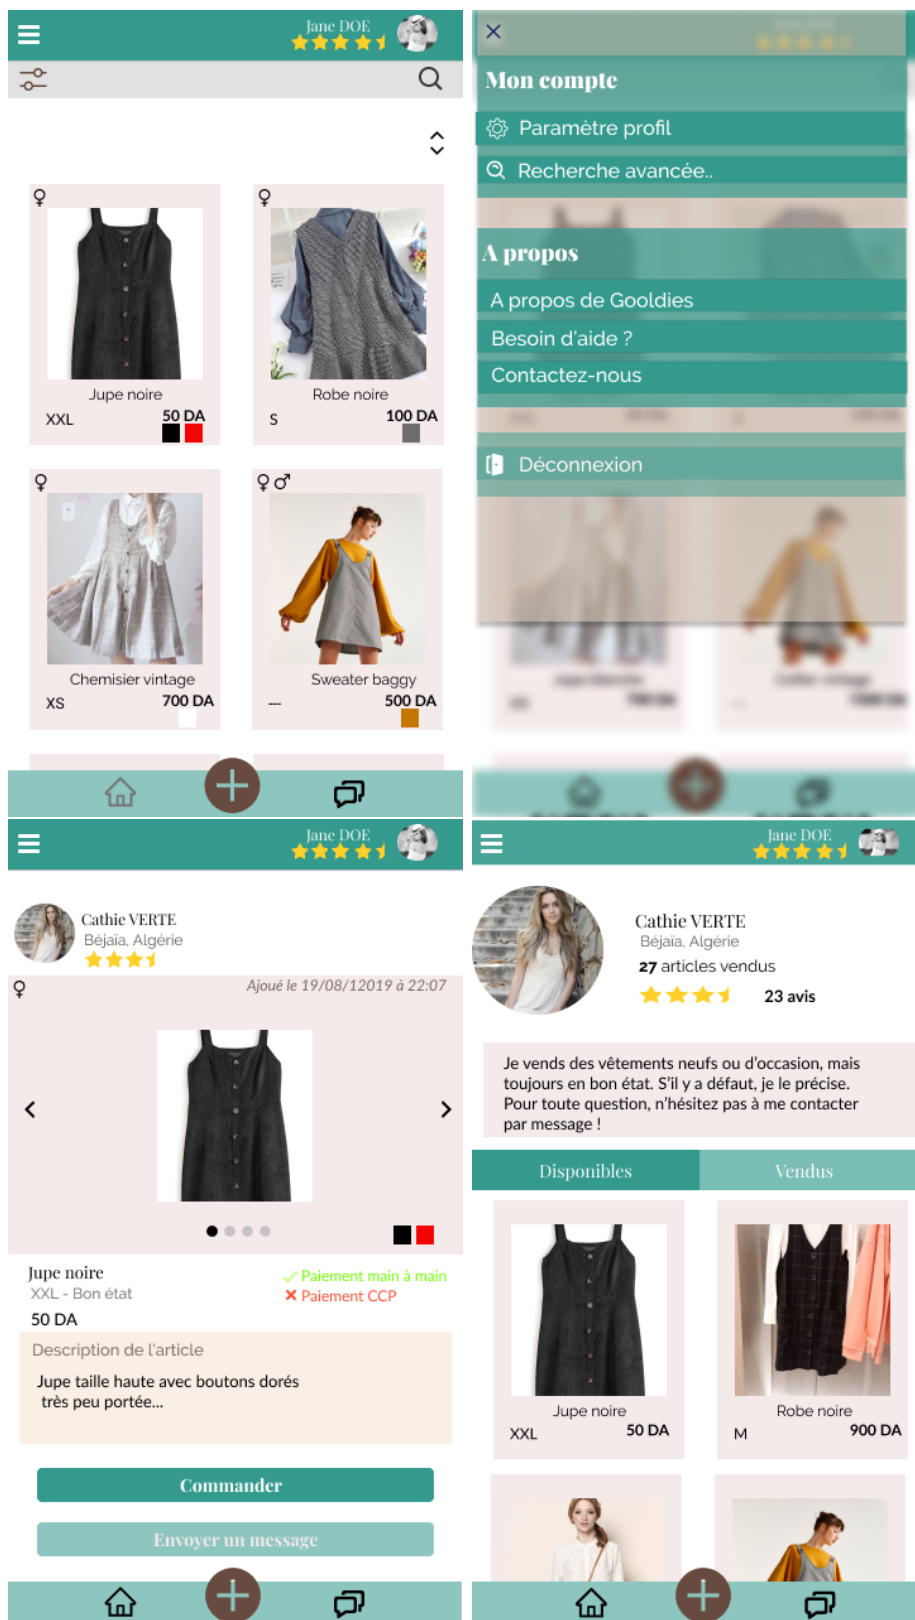 Jane DOE
Jupe noire
XXL
50 DA
Robe noire
S
100 DA
Chemisier vintage
XS
700 DA
Sweater baggy
---
500 DA
Mon compte
Paramètre profil
Recherche avancée..
A propos
A propos de Gooldies
Besoin d'aide ?
Contactez-nous
Déconnexion
Jane DOE
Cathie VERTE
Béjaïa, Algérie
Ajoué le 19/08/12019 à 22:07
Jupe noire
XXL - Bon état
50 DA
Paiement main à main
Paiement CCP
Description de l'article
Jupe taille haute avec boutons dorés
très peu portée...
Commander
Envoyer un message
Jane DOE
Cathie VERTE
Béjaïa, Algérie
27 articles vendus
23 avis
Je vends des vêtements neufs ou d'occasion, mais
toujours en bon état. S'il y a défaut, je le précise.
Pour toute question, n'hésitez pas à me contacter
par message !
Disponibles
Vendus
Jupe noire
XXL
50 DA
Robe noire
M
900 DA